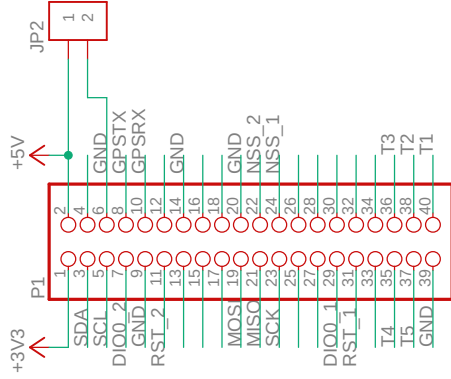 1 2
JP2
+5V
GND
GPSTX
GPSRX
GND
GND
NSS_2
NSS_1
T3
T2
T1
2 4 6 8 10 12 14 16 18 20 22 24 26 28 30 32 34 36 38 40
1 3 5 7 9 11 13 15 17 19 21 23 25 27 29 31 33 35 37 39
P1
+3V3
SDA
SCL
DIO0_2
GND
RST_2
MOSI
MISO
SCK
DIO0_1
RST_1
T4
T5
GND